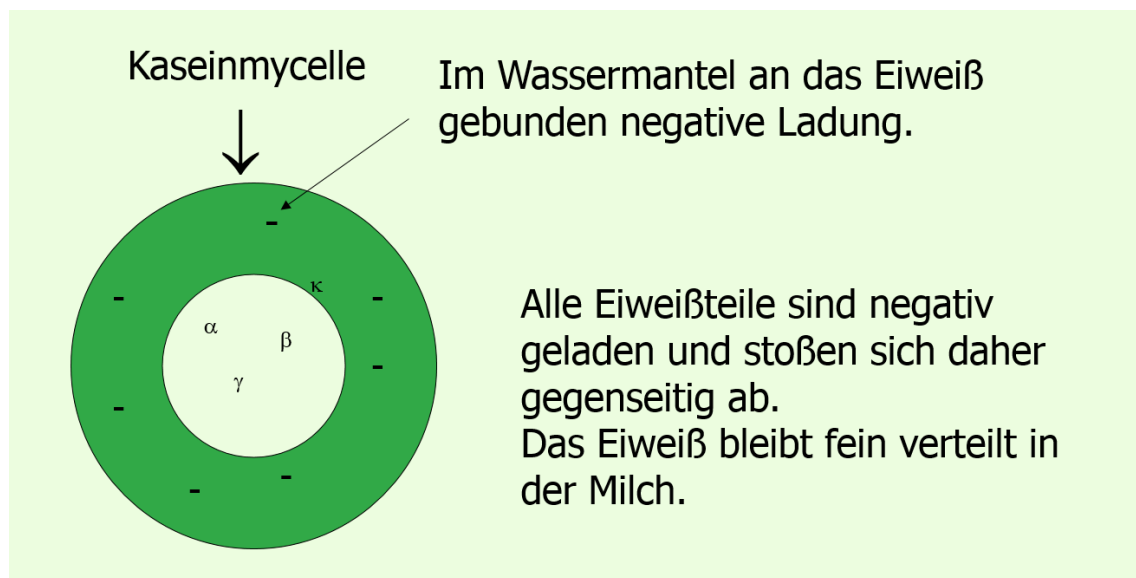 Kaseinmycelle
Im Wassermantel an das Eiweiß
gebunden negative Ladung.
-
κ
-
-
α
β
-
γ
-
-
-
Alle Eiweißteile sind negativ
geladen und stoßen sich daher
gegenseitig ab.
Das Eiweiß bleibt fein verteilt in
der Milch.